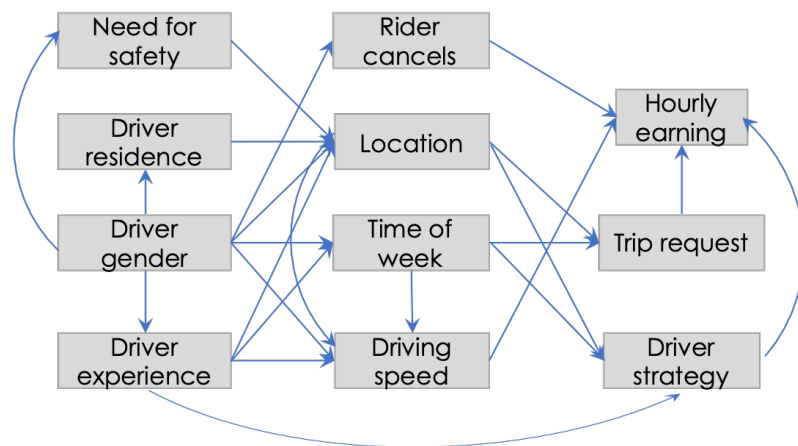 Need for
safety
Rider
cancels
Hourly
earning
Driver
residence
Location
Driver
gender
Time of
week
Trip request
Driver
experience
Driving
speed
Driver
strategy